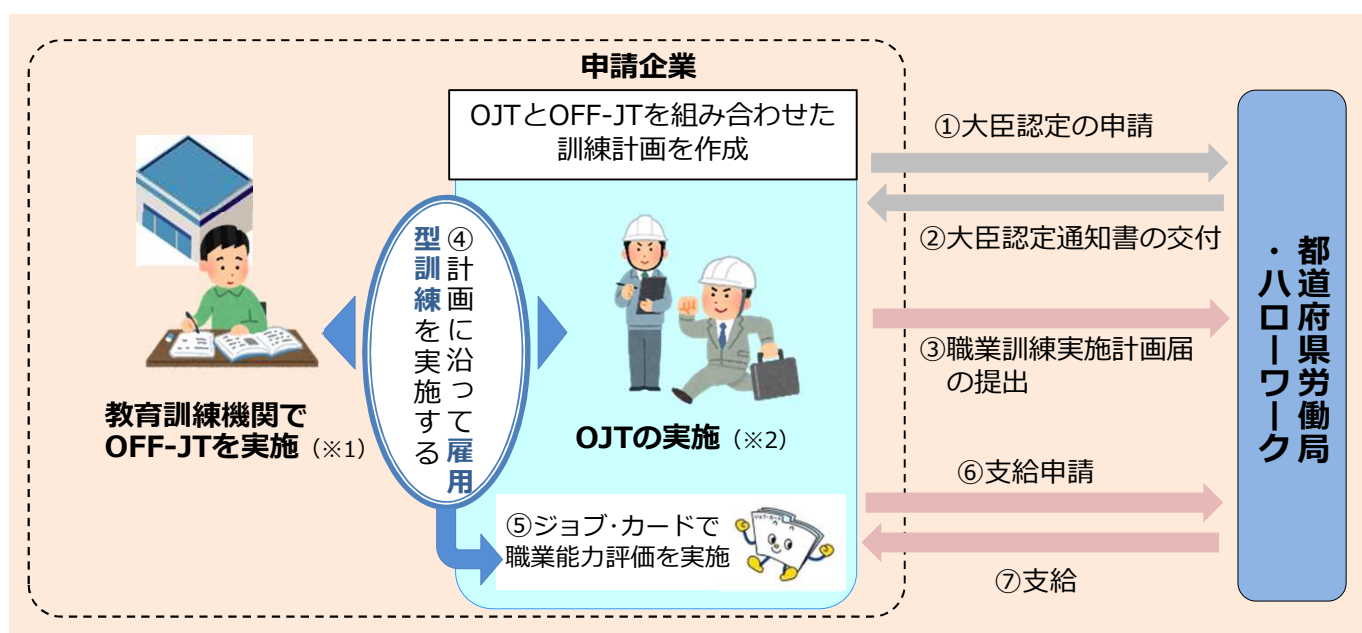 申請企業
OJTとOFF-JTを組み合わせた
訓練計画を作成
①大臣認定の申請
②大臣認定通知書の交付
③職業訓練実施計画届
の提出
④計画に沿って雇用
型訓練を実施する
教育訓練機関で
OFF-JTを実施（※1）
OJTの実施（※2）
⑤ジョブ・カードで
職業能力評価を実施
ジョブ・カード
⑥支給申請
⑦支給
都道府県労働局
・ハローワーク